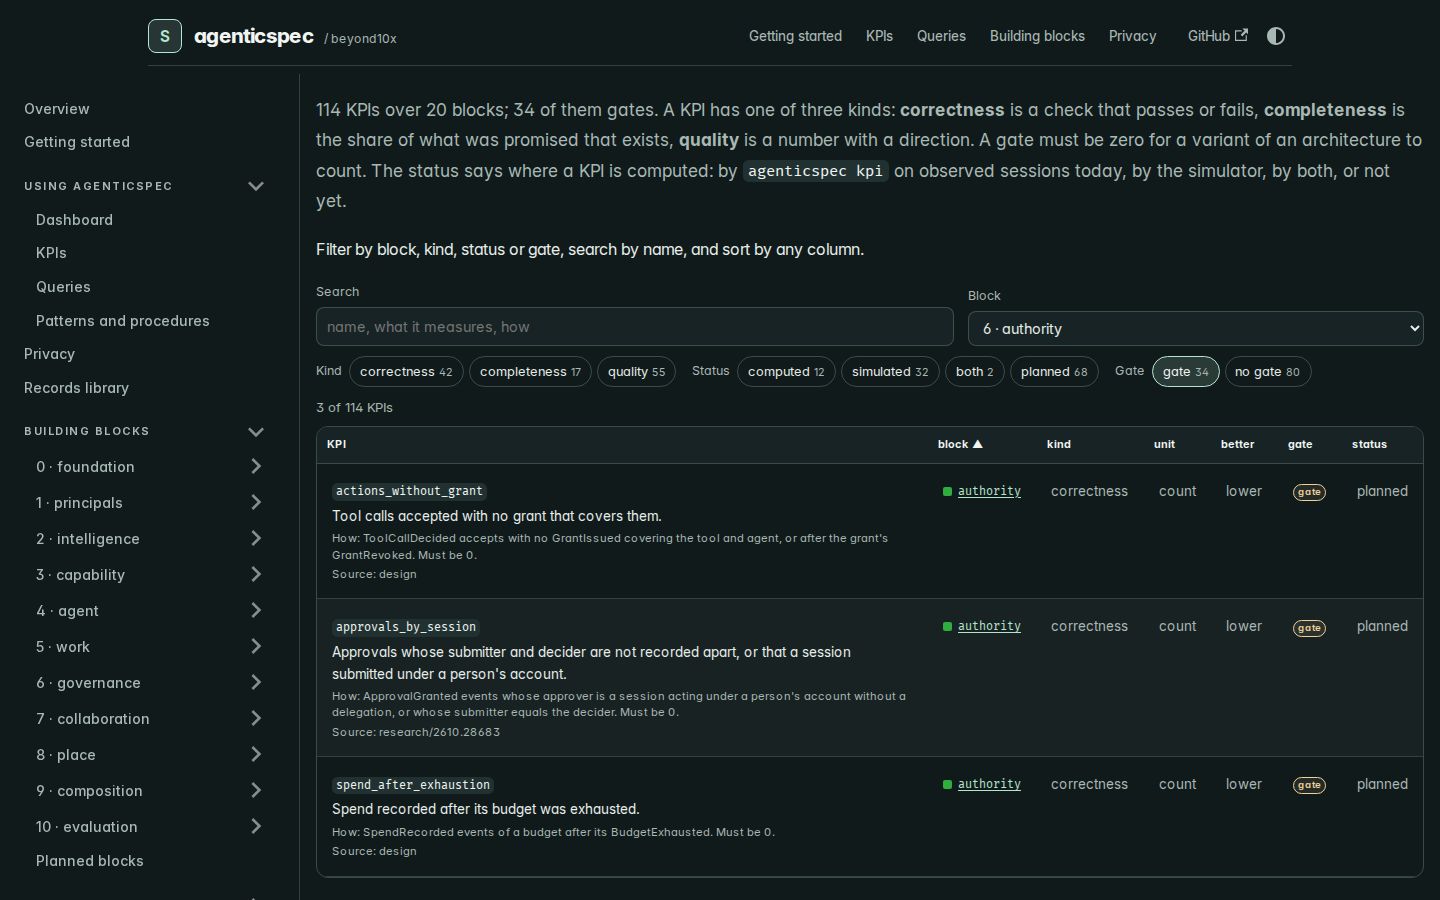 S agenticspec / beyond10x Getting started KPIs Queries Building blocks Privacy GitHub
Overview
Getting started
USING AGENTICSPEC
Dashboard
KPIs
Queries
Patterns and procedures
Privacy
Records library
BUILDING BLOCKS
0 · foundation
1 · principals
2 · intelligence
3 · capability
4 · agent
5 · work
6 · governance
7 · collaboration
8 · place
9 · composition
10 · evaluation
Planned blocks
114 KPIs over 20 blocks; 34 of them gates. A KPI has one of three kinds: correctness is a check that passes or fails, completeness is
the share of what was promised that exists, quality is a number with a direction. A gate must be zero for a variant of an architecture to
count. The status says where a KPI is computed: by agenticspec kpi on observed sessions today, by the simulator, by both, or not
yet.
Filter by block, kind, status or gate, search by name, and sort by any column.
Search
name, what it measures, how
Block
6 · authority
Kind correctness 42 completeness 17 quality 55 Status computed 12 simulated 32 both 2 planned 68 Gate gate 34 no gate 80
3 of 114 KPIs
KPI block ▲ kind unit better gate status
actions_without_grant authority correctness count lower gate planned
Tool calls accepted with no grant that covers them.
How: ToolCallDecided accepts with no GrantIssued covering the tool and agent, or after the grant's
GrantRevoked. Must be 0.
Source: design
approvals_by_session authority correctness count lower gate planned
Approvals whose submitter and decider are not recorded apart, or that a session
submitted under a person's account.
How: ApprovalGranted events whose approver is a session acting under a person's account without a
delegation, or whose submitter equals the decider. Must be 0.
Source: research/2610.28683
spend_after_exhaustion authority correctness count lower gate planned
Spend recorded after its budget was exhausted.
How: SpendRecorded events of a budget after its BudgetExhausted. Must be 0.
Source: design